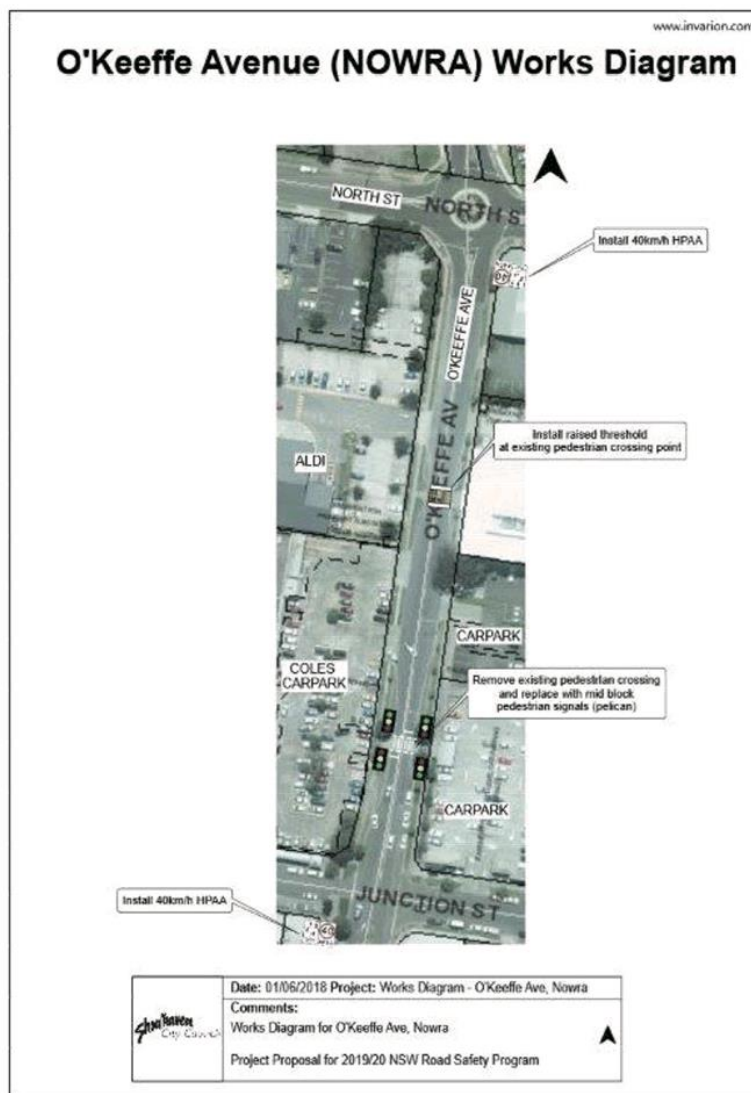 www.invarion.com
O'Keeffe Avenue (NOWRA) Works Diagram
NORTH ST
NORTH S
Install 40km/h HPAA
40
O'KEEFFE AVE
Install raised threshold
at existing pedestrian crossing point
O'KEEFFE AV
ALDI
CARPARK
COLES
CARPARK
Remove existing pedestrian crossing
and replace with mid block
pedestrian signals (pelican)
CARPARK
Install 40km/h HPAA
JUNCTION ST
40
Shoalhaven
City Council
Date: 01/06/2018 Project: Works Diagram - O'Keeffe Ave, Nowra
Comments:
Works Diagram for O'Keeffe Ave, Nowra
Project Proposal for 2019/20 NSW Road Safety Program